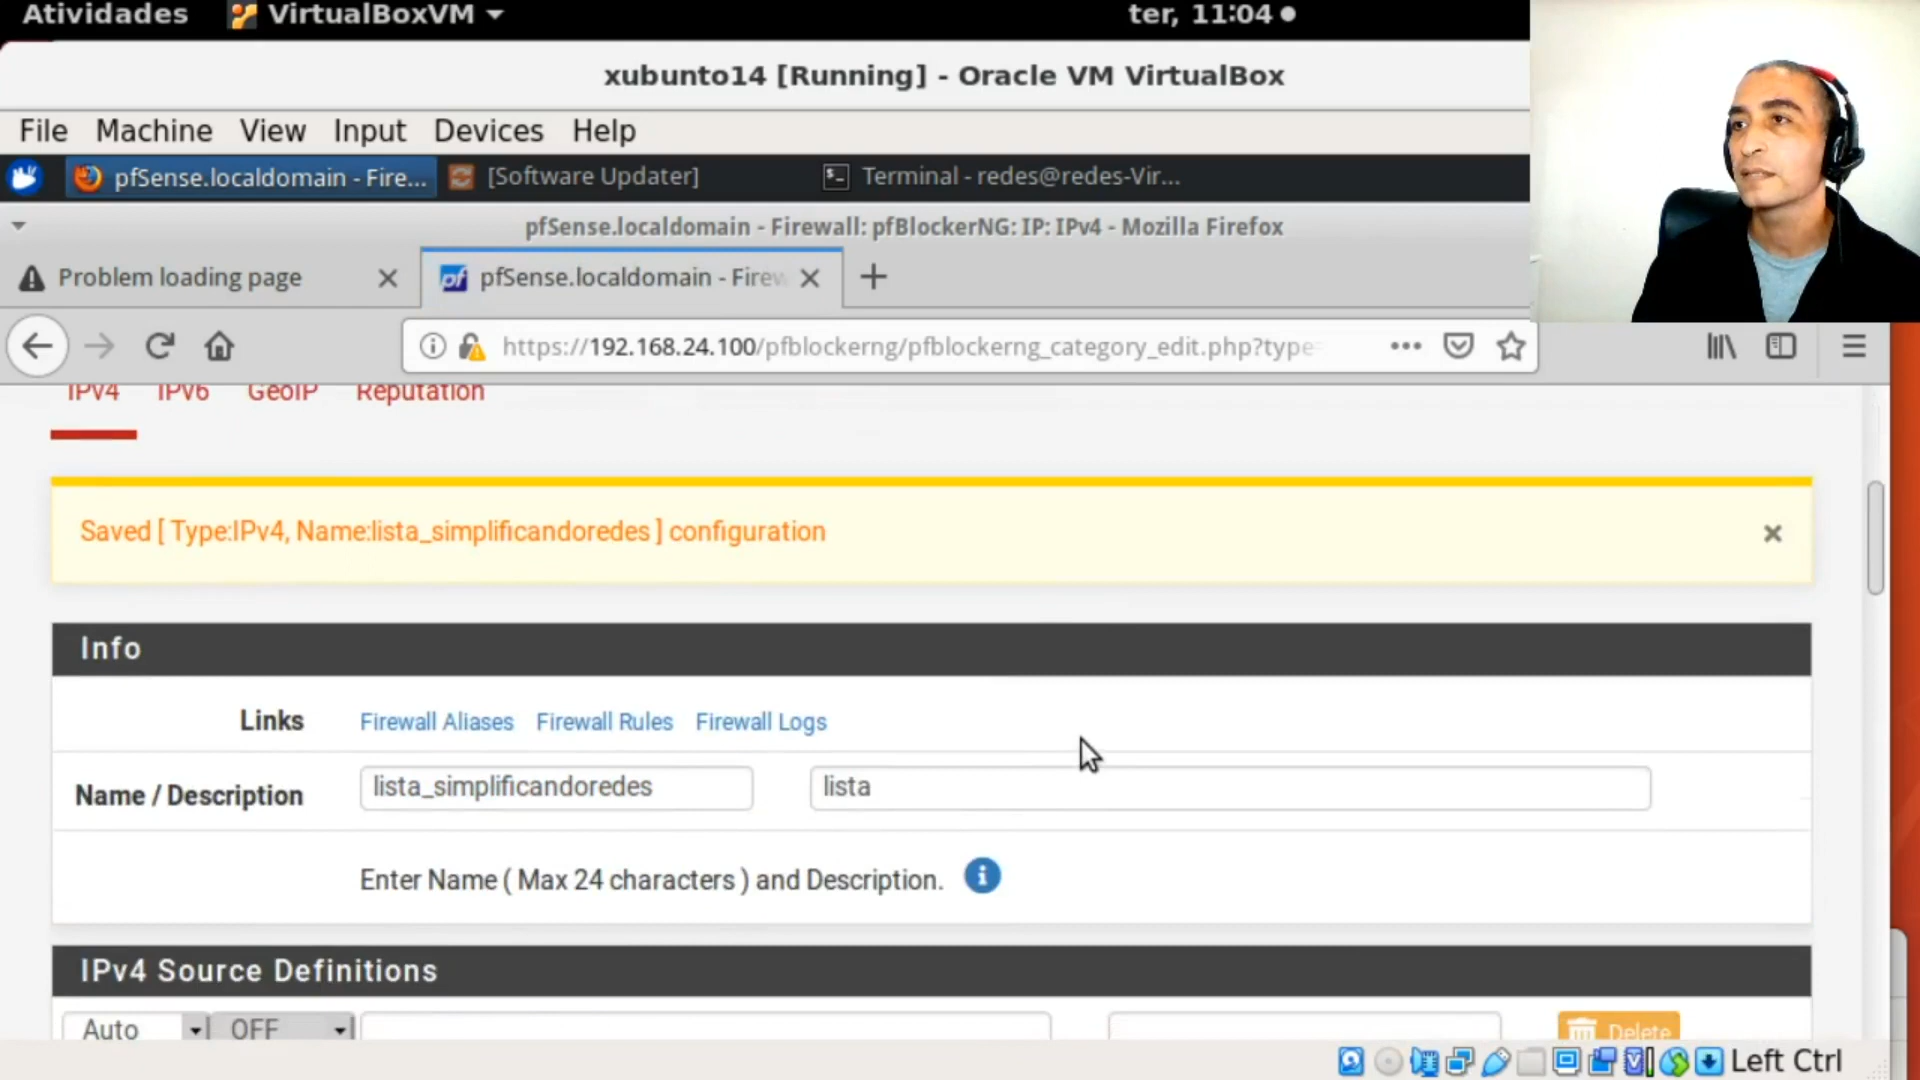 Atividades
VirtualBoxVM
ter, 11:04
xubunto14 [Running] - Oracle VM VirtualBox
File Machine View Input Devices Help
pfSense.localdomain - Fire...
[Software Updater]
Terminal - redes@redes-Vir...
pfSense.localdomain - Firewall: pfBlockerNG: IP: IPv4 - Mozilla Firefox
Problem loading page
pfSense.localdomain - Firew
https://192.168.24.100/pfblockerng/pfblockerng_category_edit.php?type=
IPv4 IPv6 GeoIP Reputation
Saved [ Type:IPv4, Name:lista_simplificandoredes ] configuration
Info
Links Firewall Aliases Firewall Rules Firewall Logs
Name / Description lista_simplificandoredes lista
Enter Name ( Max 24 characters ) and Description.
IPv4 Source Definitions
Auto OFF Delete
Left Ctrl